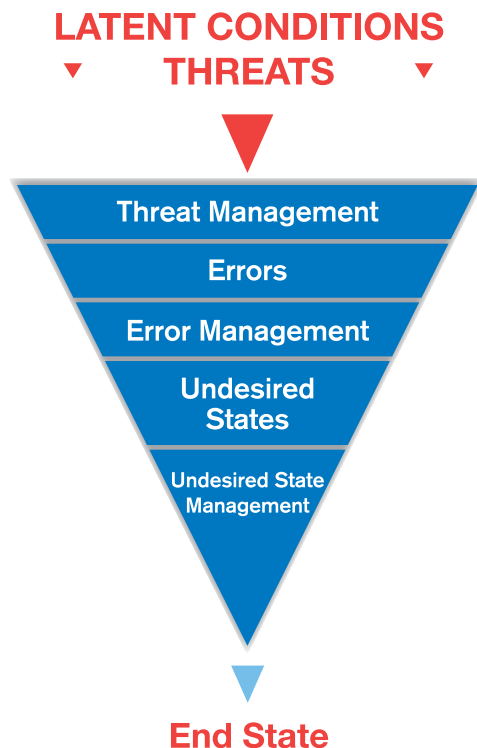 LATENT CONDITIONS
THREATS
Threat Management
Errors
Error Management
Undesired
States
Undesired State
Management
End State